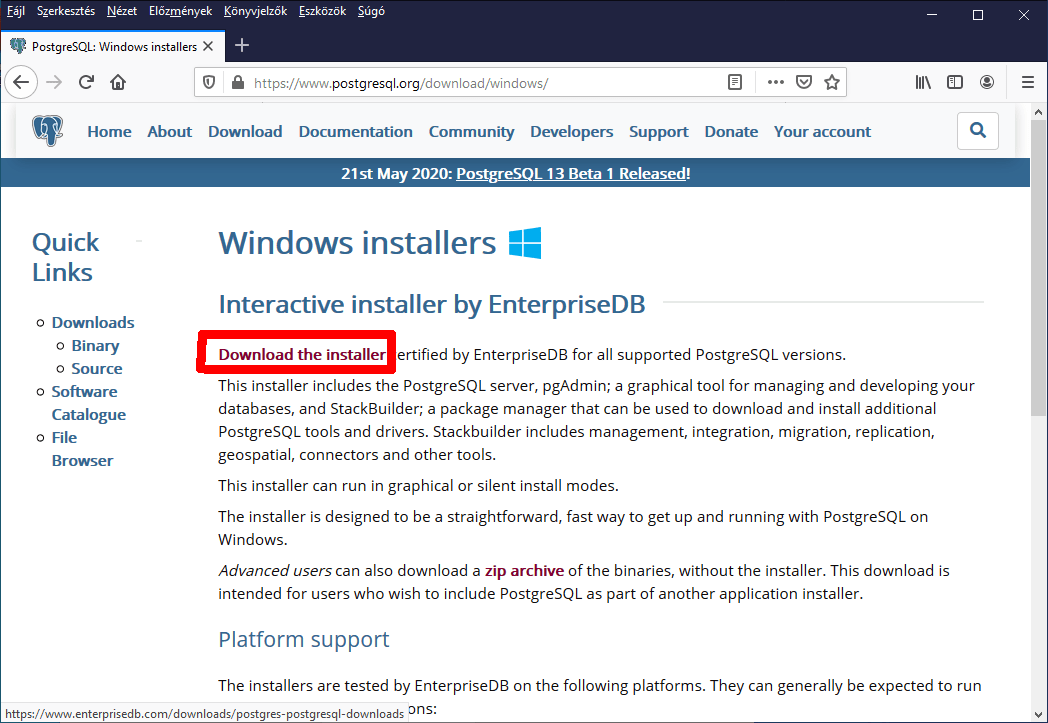 Fájl Szerkesztés Nézet Előzmények Könyvjelzők Eszközök Súgó
PostgreSQL: Windows installers
https://www.postgresql.org/download/windows/
Home About Download Documentation Community Developers Support Donate Your account
21st May 2020: PostgreSQL 13 Beta 1 Released!
Quick
Links
Downloads
Binary
Source
Software
Catalogue
File
Browser
Windows installers
Interactive installer by EnterpriseDB
Download the installer ertified by EnterpriseDB for all supported PostgreSQL versions.
This installer includes the PostgreSQL server, pgAdmin; a graphical tool for managing and developing your
databases, and StackBuilder; a package manager that can be used to download and install additional
PostgreSQL tools and drivers. Stackbuilder includes management, integration, migration, replication,
geospatial, connectors and other tools.
This installer can run in graphical or silent install modes.
The installer is designed to be a straightforward, fast way to get up and running with PostgreSQL on
Windows.
Advanced users can also download a zip archive of the binaries, without the installer. This download is
intended for users who wish to include PostgreSQL as part of another application installer.
Platform support
The installers are tested by EnterpriseDB on the following platforms. They can generally be expected to run
ons:
https://www.enterprisedb.com/downloads/postgres-postgresql-downloads